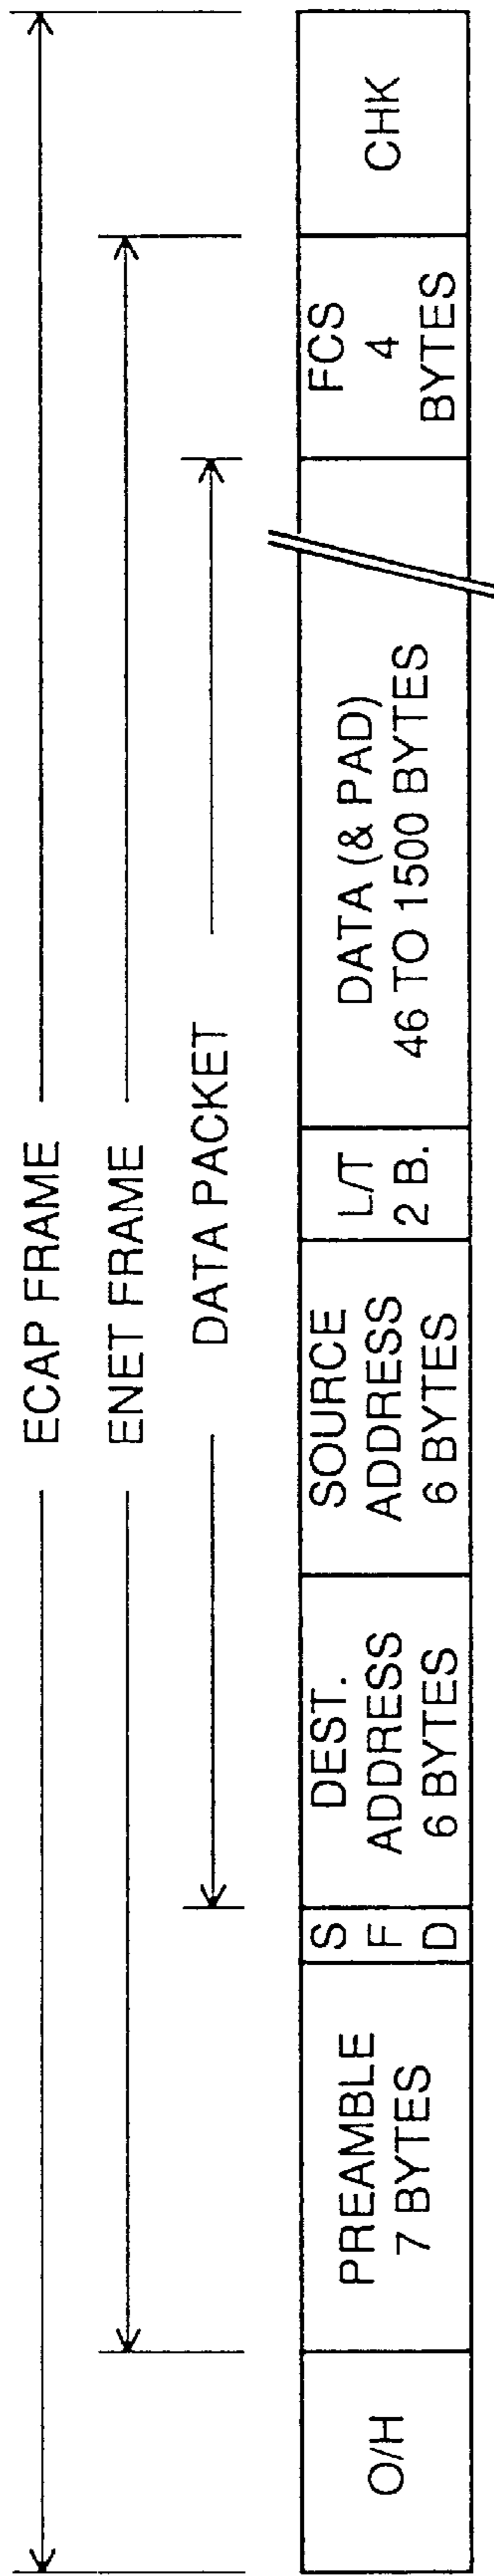 ECAP FRAME
ENET FRAME
DATA PACKET
O/H
PREAMBLE
7 BYTES
S
F
D
DEST.
ADDRESS
6 BYTES
SOURCE
ADDRESS
6 BYTES
L/T
2 B.
DATA (& PAD)
46 TO 1500 BYTES
FCS
4
BYTES
CHK